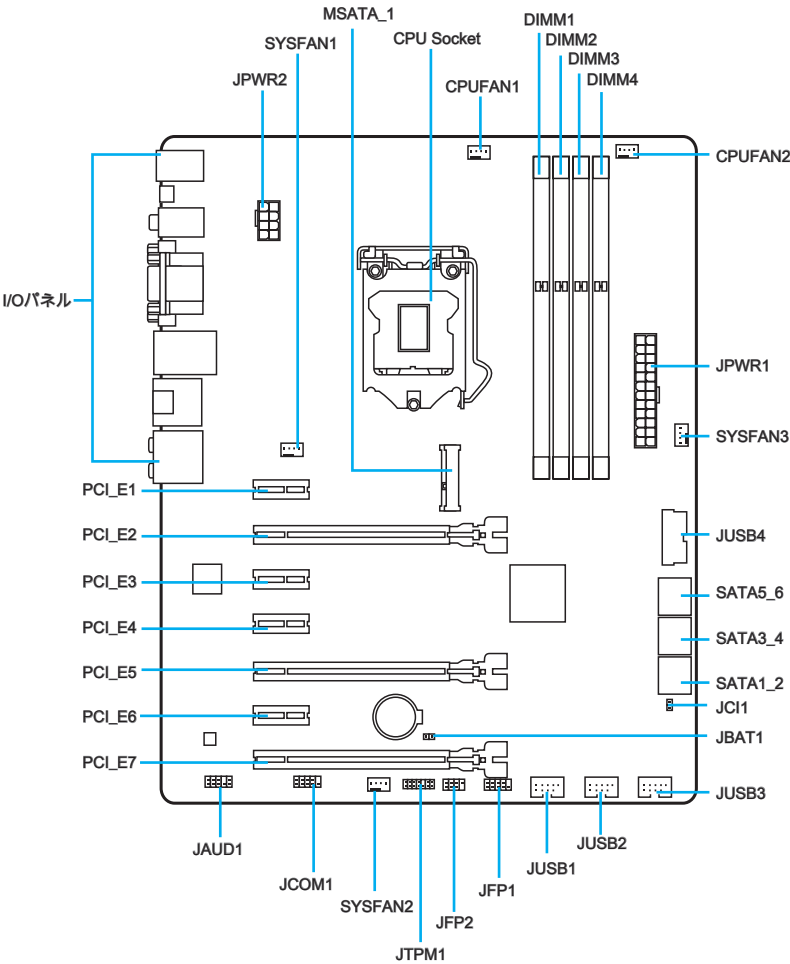 MSATA_1
DIMM1
CPU Socket
DIMM2
SYSFAN1
DIMM3
JPWR2
DIMM4
CPUFAN1
CPUFAN2
I/Oパネル
JPWR1
SYSFAN3
PCI_E1
PCI_E2
JUSB4
PCI_E3
SATA5_6
PCI_E4
SATA3_4
PCI_E5
SATA1_2
JCI1
PCI_E6
JBAT1
PCI_E7
JUSB3
JAUD1
JUSB2
JUSB1
JCOM1
JFP1
SYSFAN2
JFP2
JTPM1